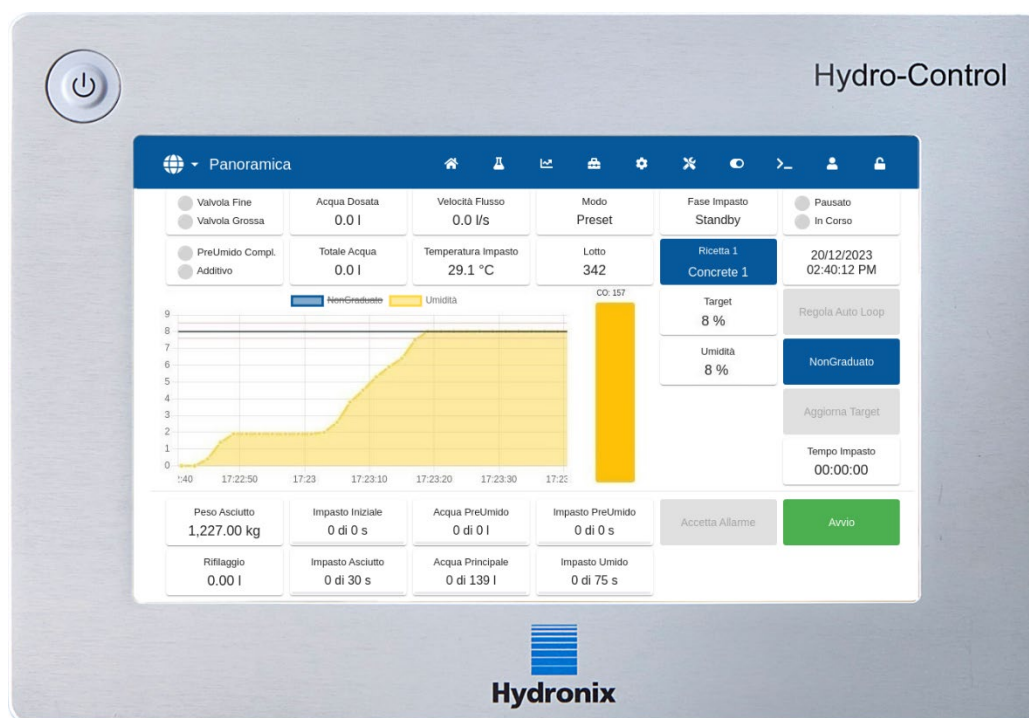 Hydro-Control
Panoramica
Valvola Fine
Valvola Grossa
Acqua Dosata
0.0 l
Velocità Flusso
0.0 l/s
Modo
Preset
Fase Impasto
Standby
Pausato
In Corso
PreUmido Compl.
Additivo
Totale Acqua
0.0 l
Temperatura Impasto
29.1 °C
Lotto
342
Ricetta 1
Concrete 1
20/12/2023
02:40:12 PM
NonGraduato
Umidità
CO: 157
9
8
7
6
5
4
3
2
1
0
:40
17:22:50
17:23
17:23:10
17:23:20
17:23:30
17:23
Target
8 %
Regola Auto Loop
Umidità
8 %
NonGraduato
Aggiorna Target
Tempo Impasto
00:00:00
Peso Asciutto
1,227.00 kg
Impasto Iniziale
0 di 0 s
Acqua PreUmido
0 di 0 l
Impasto PreUmido
0 di 0 s
Accetta Allarme
Avvio
Rifilaggio
0.00 l
Impasto Asciutto
0 di 30 s
Acqua Principale
0 di 139 l
Impasto Umido
0 di 75 s
Hydronix